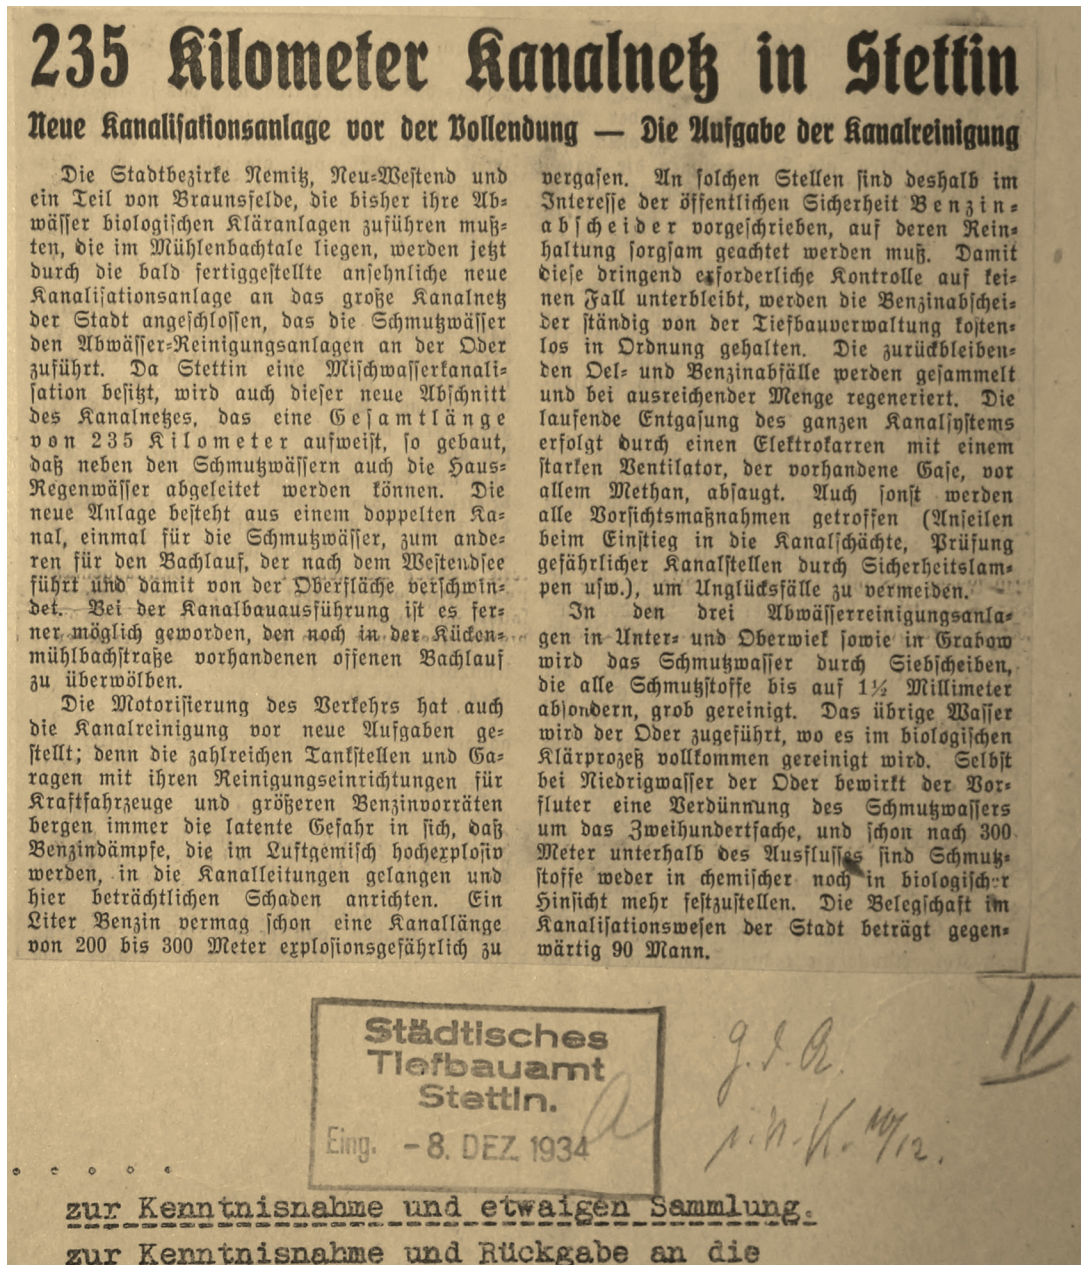 235 Kilometer Kanalnetz in Stettin
Neue Kanalisationsanlage vor der Vollendung — Die Aufgabe der Kanalreinigung
Die Stadtbezirke Nemitz, Neu-Westend und
ein Teil von Braunsfelde, die bisher ihre Ab-
wässer biologischen Kläranlagen zuführen muß-
ten, die im Mühlenbachtale liegen, werden jetzt
durch die bald fertiggestellte ansehnliche neue
Kanalisationsanlage an das große Kanalnetz
der Stadt angeschlossen, das die Schmutzwässer
den Abwässer-Reinigungsanlagen an der Oder
zuführt. Da Stettin eine Mischwasserkanali-
sation besitzt, wird auch dieser neue Abschnitt
des Kanalnetzes, das eine Gesamtlänge
von 235 Kilometer aufweist, so gebaut,
daß neben den Schmutzwässern auch die Haus-
Regenwässer abgeleitet werden können. Die
neue Anlage besteht aus einem doppelten Ka-
nal, einmal für die Schmutzwässer, zum ande-
ren für den Bachlauf, der nach dem Westendsee
führt und damit von der Oberfläche verschwin-
det. Bei der Kanalbauausführung ist es fer-
ner möglich geworden, den noch in der Kücken-
mühlbachstraße vorhandenen offenen Bachlauf
zu überwölben.
Die Motorisierung des Verkehrs hat auch
die Kanalreinigung vor neue Aufgaben ge-
stellt; denn die zahlreichen Tankstellen und Ga-
ragen mit ihren Reinigungseinrichtungen für
Kraftfahrzeuge und größeren Benzinvorräten
bergen immer die latente Gefahr in sich, daß
Benzindämpfe, die im Luftgemisch hochexplosiv
werden, in die Kanalleitungen gelangen und
hier beträchtlichen Schaden anrichten. Ein
Liter Benzin vermag schon eine Kanallänge
von 200 bis 300 Meter explosionsgefährlich zu
vergasen. An solchen Stellen sind deshalb im
Interesse der öffentlichen Sicherheit Benzin-
abscheider vorgeschrieben, auf deren Rein-
haltung sorgsam geachtet werden muß. Damit
diese dringend erforderliche Kontrolle auf kei-
nen Fall unterbleibt, werden die Benzinabschei-
der ständig von der Tiefbauverwaltung kosten-
los in Ordnung gehalten. Die zurückbleiben-
den Oel- und Benzinabfälle werden gesammelt
und bei ausreichender Menge regeneriert. Die
laufende Entgasung des ganzen Kanalsystems
erfolgt durch einen Elektrokarren mit einem
starken Ventilator, der vorhandene Gase, vor
allem Methan, absaugt. Auch sonst werden
alle Vorsichtsmaßnahmen getroffen (Anseilen
beim Einstieg in die Kanalschächte, Prüfung
gefährlicher Kanalstellen durch Sicherheitslam-
pen usw.), um Unglücksfälle zu vermeiden.
In den drei Abwässerreinigungsanla-
gen in Unter- und Oberwiek sowie in Grabow
wird das Schmutzwasser durch Siebscheiben,
die alle Schmutzstoffe bis auf 1½ Millimeter
absondern, grob gereinigt. Das übrige Wasser
wird der Oder zugeführt, wo es im biologischen
Klärprozeß vollkommen gereinigt wird. Selbst
bei Niedrigwasser der Oder bewirkt der Vor-
fluter eine Verdünnung des Schmutzwassers
um das Zweihundertfache, und schon nach 300
Meter unterhalb des Ausflusses sind Schmutz-
stoffe weder in chemischer noch in biologischer
Hinsicht mehr festzustellen. Die Belegschaft im
Kanalisationswesen der Stadt beträgt gegen-
wärtig 90 Mann.
IV
Städtisches
Tiefbauamt
Stettin.
Eing. -8. DEZ. 1934
g. d. A.
10/12.
zur Kenntnisnahme und etwaigen Sammlung.
zur Kenntnisnahme und Rückgabe an die